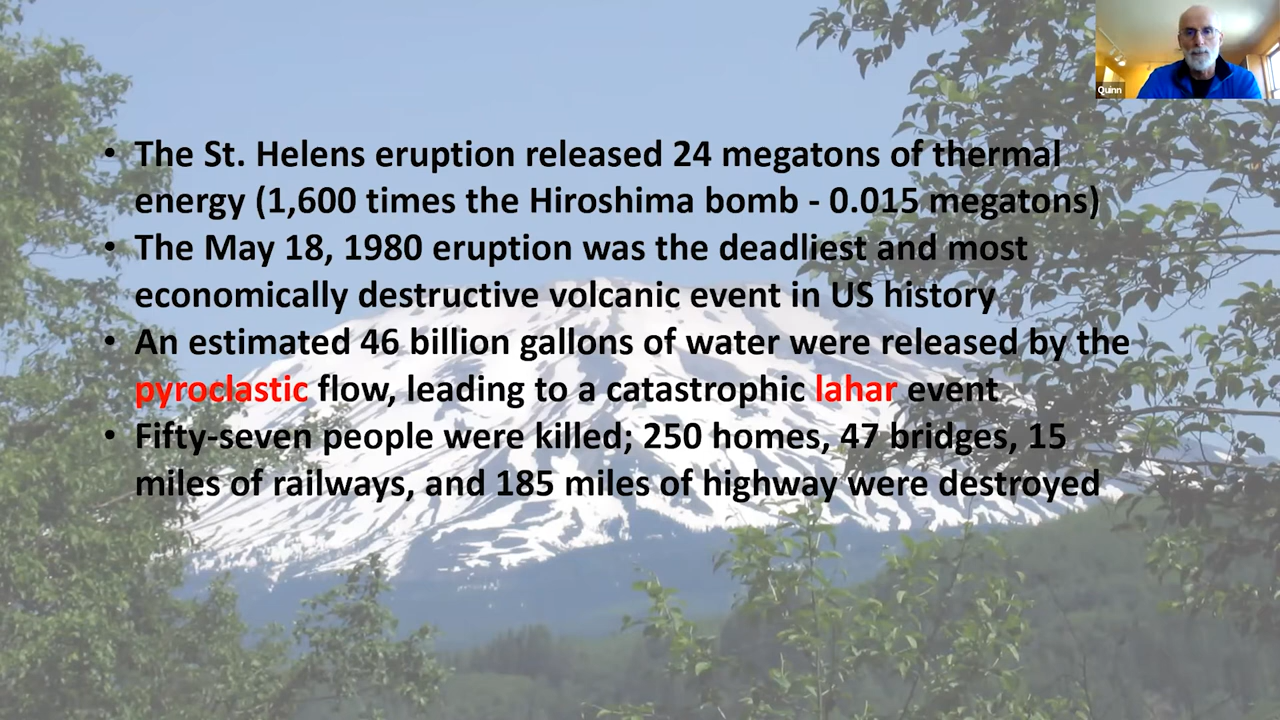 Quinn
• The St. Helens eruption released 24 megatons of thermal
energy (1,600 times the Hiroshima bomb - 0.015 megatons)
• The May 18, 1980 eruption was the deadliest and most
economically destructive volcanic event in US history
• An estimated 46 billion gallons of water were released by the
pyroclastic flow, leading to a catastrophic lahar event
• Fifty-seven people were killed; 250 homes, 47 bridges, 15
miles of railways, and 185 miles of highway were destroyed